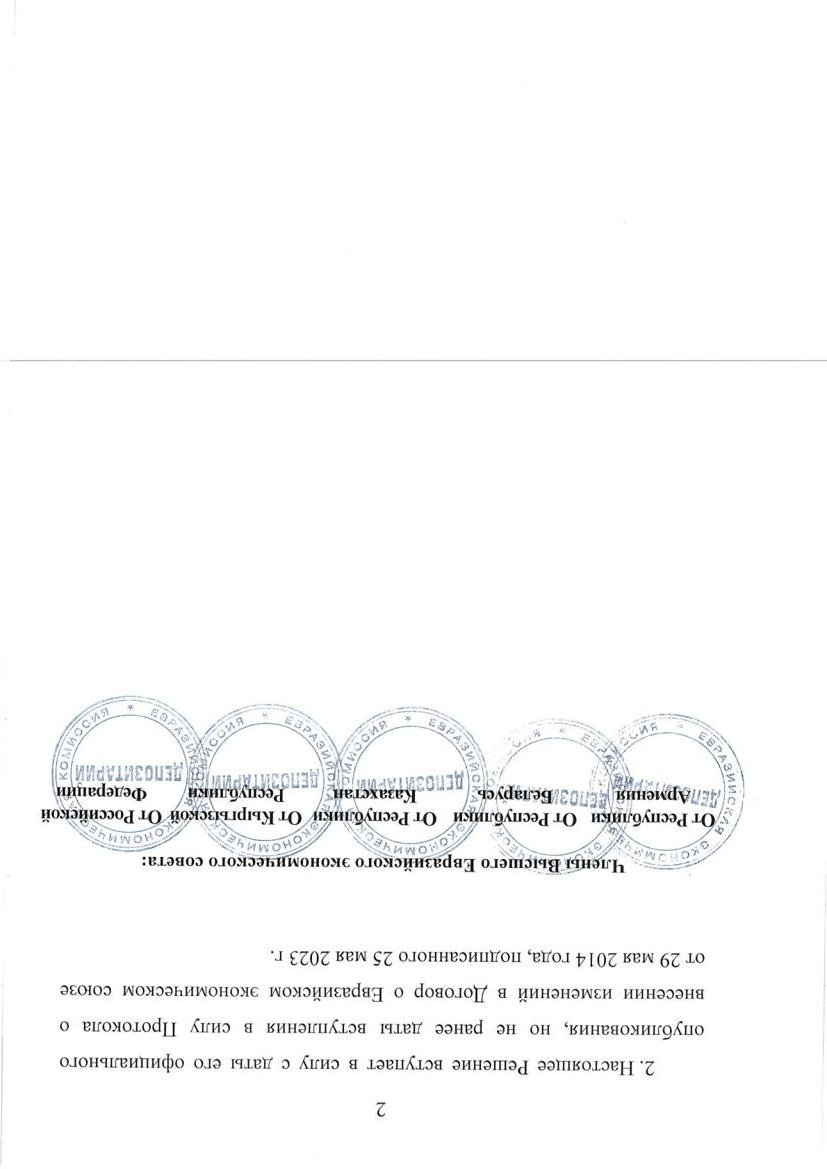 2
2. Настоящее Решение вступает в силу с даты его официального
опубликования, но не ранее даты вступления в силу Протокола о
внесении изменений в Договор о Евразийском экономическом союзе
от 29 мая 2014 года, подписанного 25 мая 2023 г.
Члены Высшего Евразийского экономического совета:
От Республики От Республики От Республики От Кыргызской От Российской
Армения Беларусь Казахстан Республики Федерации
ЕВРАЗИЙСКАЯ ЭКОНОМИЧЕСКАЯ КОМИССИЯ
ДЕПОЗИТАРИЙ
ЕВРАЗИЙСКАЯ ЭКОНОМИЧЕСКАЯ КОМИССИЯ
ДЕПОЗИТАРИЙ
ЕВРАЗИЙСКАЯ ЭКОНОМИЧЕСКАЯ КОМИССИЯ
ДЕПОЗИТАРИЙ
ЕВРАЗИЙСКАЯ ЭКОНОМИЧЕСКАЯ КОМИССИЯ
ДЕПОЗИТАРИЙ
ЕВРАЗИЙСКАЯ ЭКОНОМИЧЕСКАЯ КОМИССИЯ
ДЕПОЗИТАРИЙ